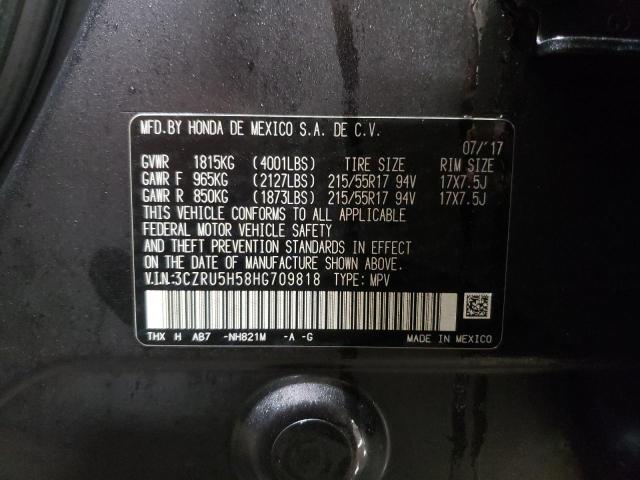 MFD.BY HONDA DE MEXICO S.A. DE C.V.
07/'17
GVWR 1815KG (4001LBS) TIRE SIZE RIM SIZE
GAWR F 965KG (2127LBS) 215/55R17 94V 17X7.5J
GAWR R 850KG (1873LBS) 215/55R17 94V 17X7.5J
THIS VEHICLE CONFORMS TO ALL APPLICABLE
FEDERAL MOTOR VEHICLE SAFETY
AND THEFT PREVENTION STANDARDS IN EFFECT
ON THE DATE OF MANUFACTURE SHOWN ABOVE.
V.I.N.:3CZRU5H58HG709818 TYPE: MPV
THX H AB7 -NH821M -A -G MADE IN MEXICO